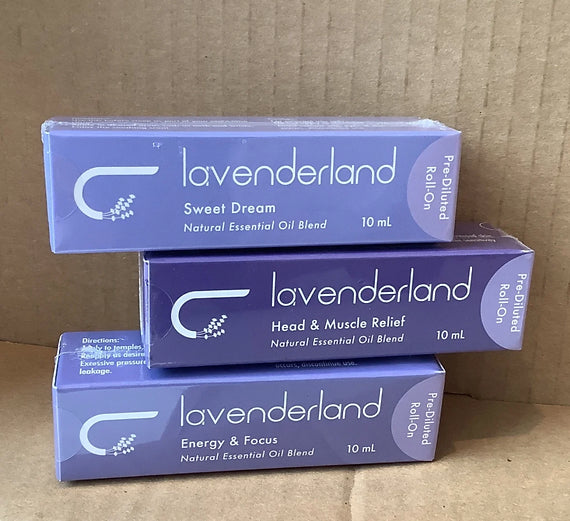 lavenderland
Sweet Dream
Natural Essential Oil Blend
10 mL
Pre-Diluted
Roll-On
lavenderland
Head & Muscle Relief
Natural Essential Oil Blend
10 mL
Pre-Diluted
Roll-On
Directions:
Apply to temples,
Reapply as desired
Excessive pressure
leakage.
occurs, discontinue use.
lavenderland
Energy & Focus
Natural Essential Oil Blend
10 mL
Pre-Diluted
Roll-On